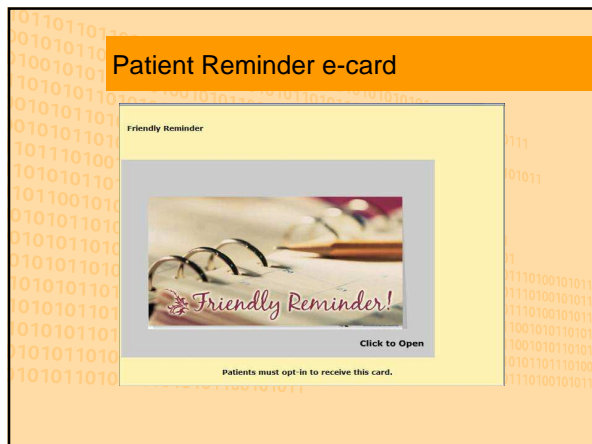 Patient Reminder e-card
Friendly Reminder
Friendly Reminder!
Click to Open
Patients must opt-in to receive this card.